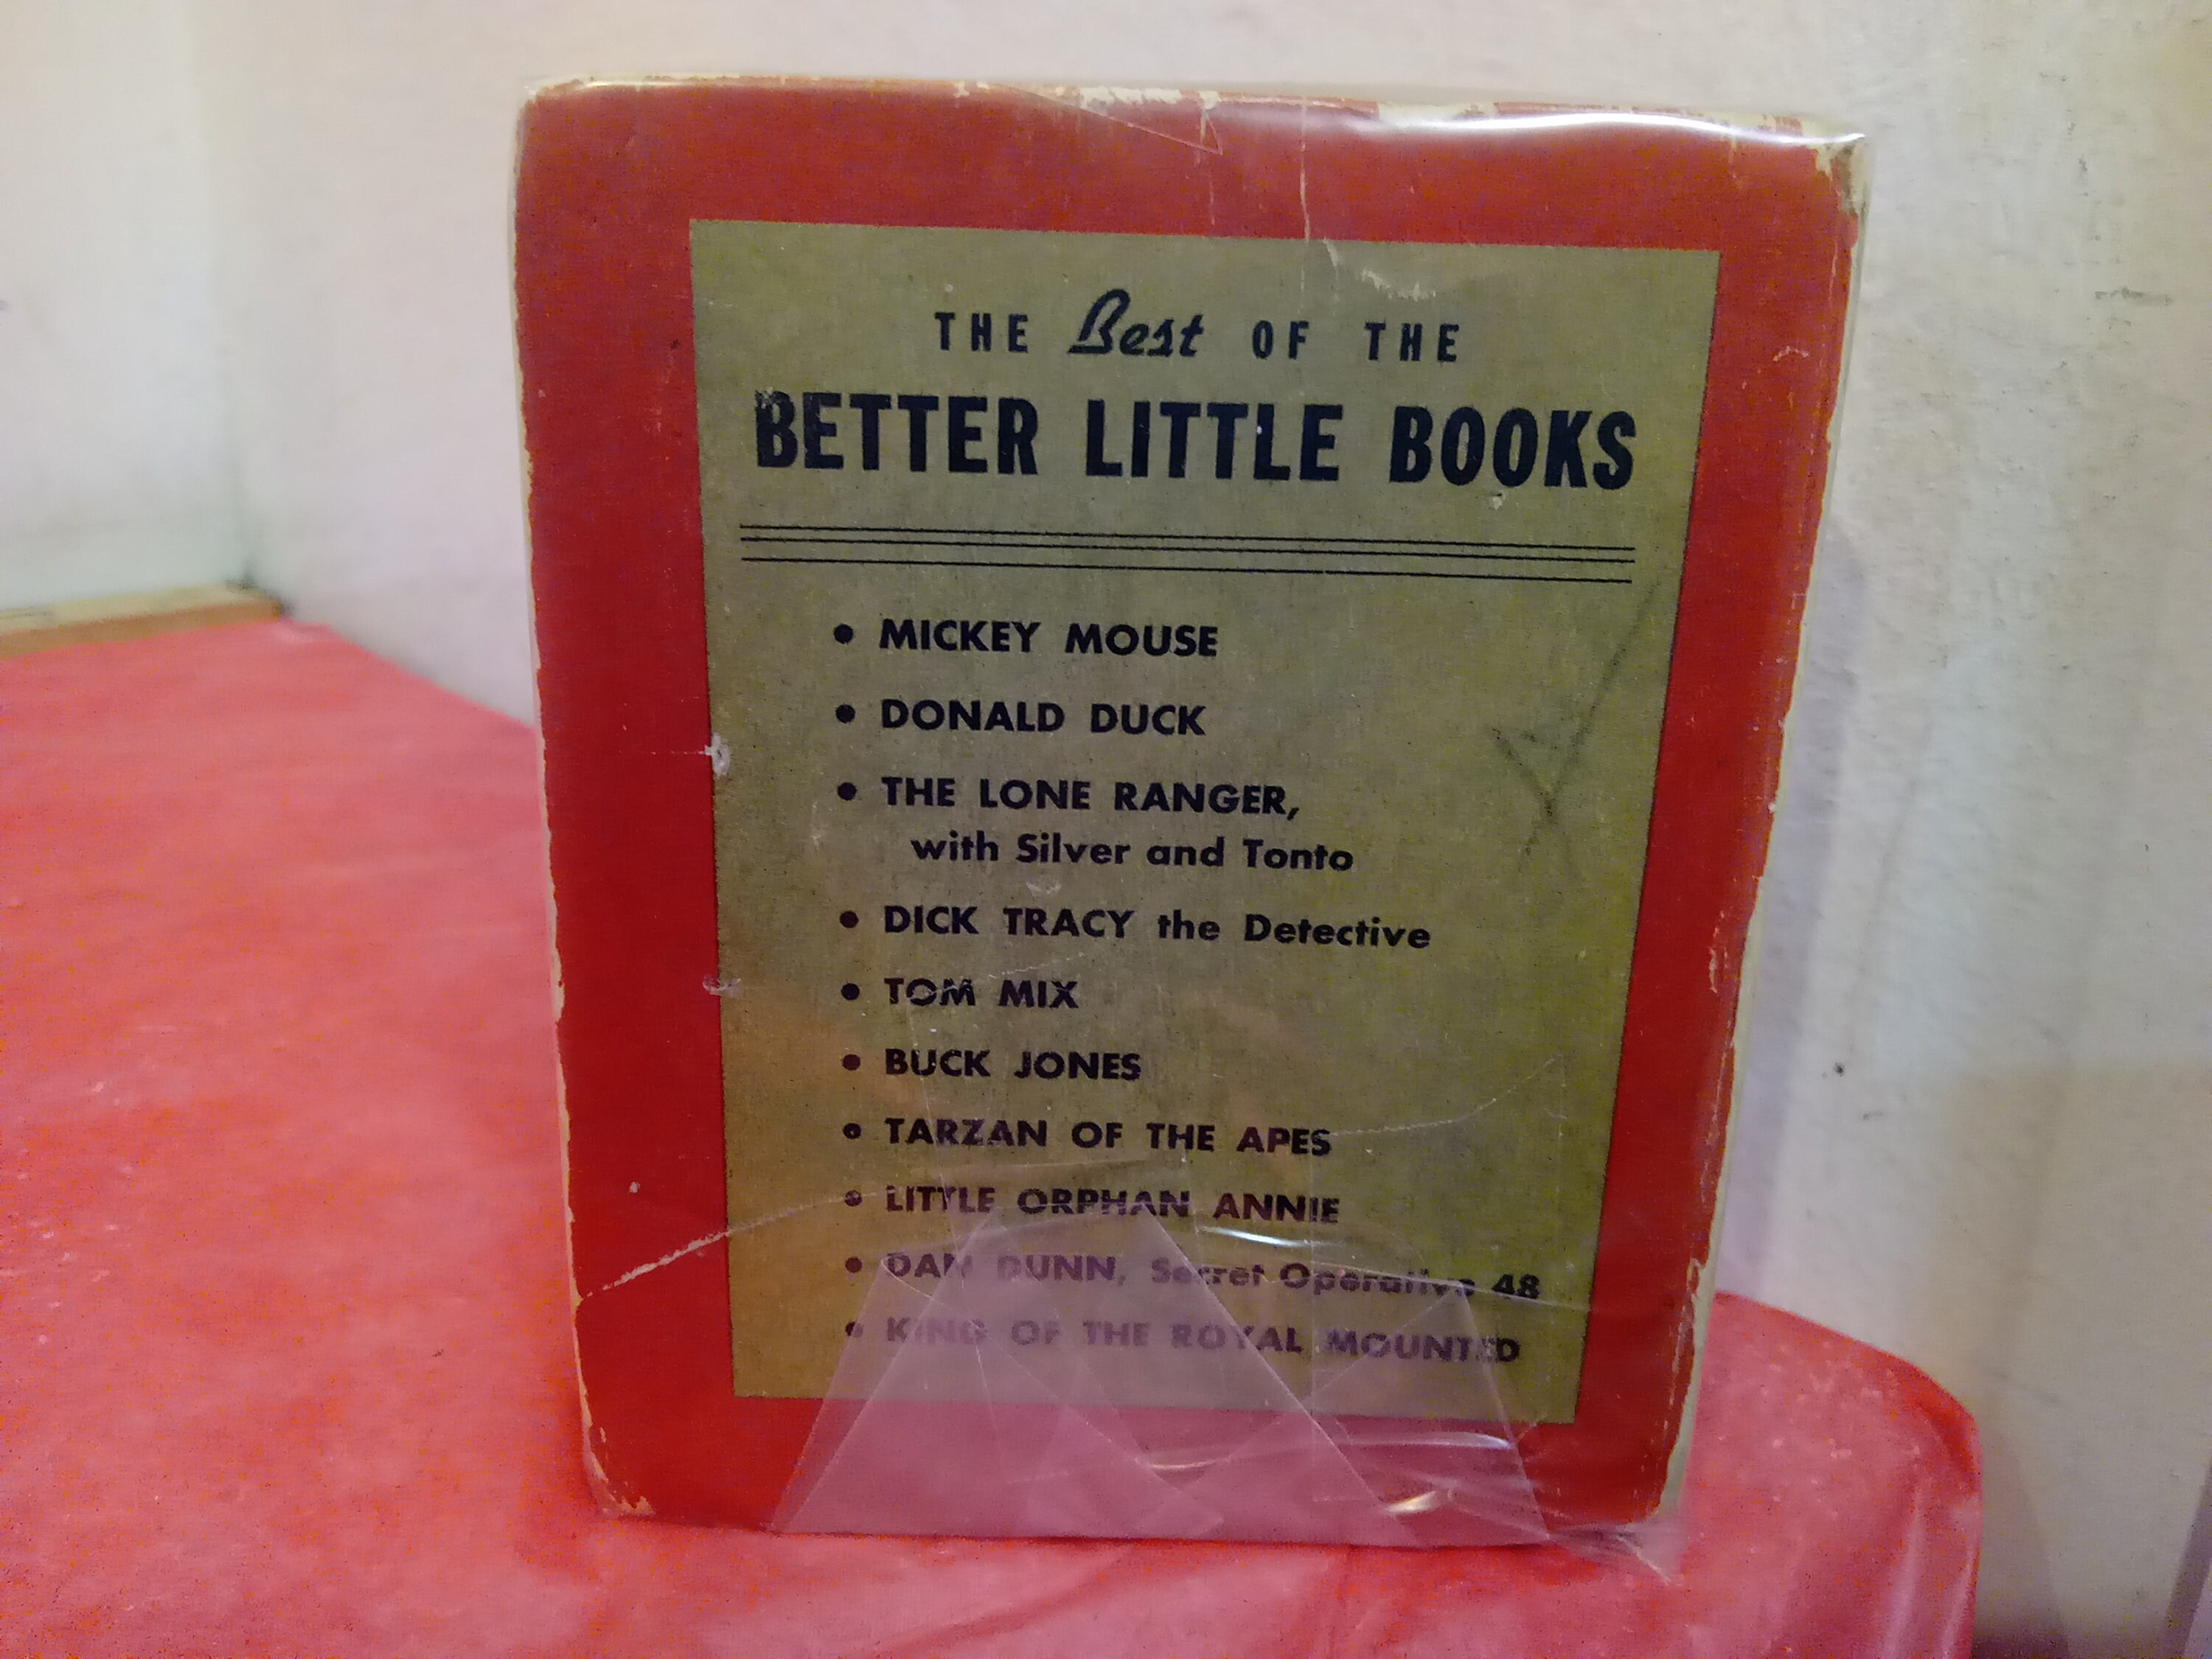 THE Best OF THE
BETTER LITTLE BOOKS
• MICKEY MOUSE
• DONALD DUCK
• THE LONE RANGER,
with Silver and Tonto
• DICK TRACY the Detective
• TOM MIX
• BUCK JONES
• TARZAN OF THE APES
• LITTLE ORPHAN ANNIE
• DAN DUNN, Secret Operative 48
• KING OF THE ROYAL MOUNTED